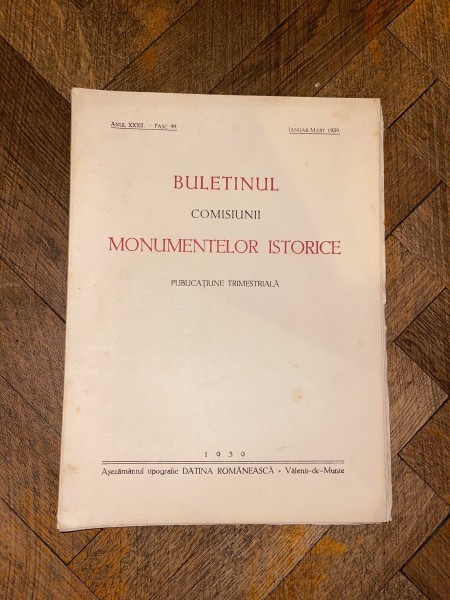 Anul XXXII. — Fasc 99
Ianuar-Mart 1939.
BULETINUL
COMISIUNII
MONUMENTELOR ISTORICE
PUBLICAȚIUNE TRIMESTRIALĂ
1939
Așezământul tipografic DATINA ROMÂNEASCĂ • Vălenii-de-Munte